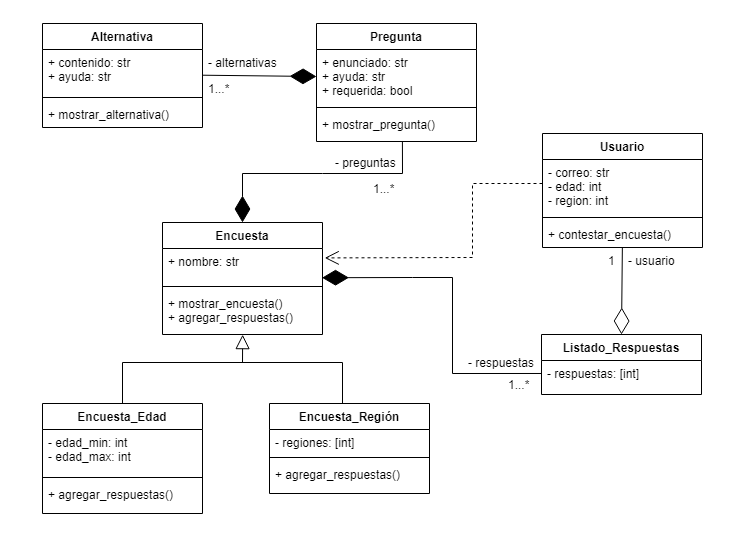 Alternativa
+ contenido: str
+ ayuda: str
+ mostrar_alternativa()
- alternativas
1...*
Pregunta
+ enunciado: str
+ ayuda: str
+ requerida: bool
+ mostrar_pregunta()
- preguntas
1...*
Usuario
- correo: str
- edad: int
- region: int
+ contestar_encuesta()
1
- usuario
Encuesta
+ nombre: str
+ mostrar_encuesta()
+ agregar_respuestas()
- respuestas
1...*
Listado_Respuestas
- respuestas: [int]
Encuesta_Edad
- edad_min: int
- edad_max: int
+ agregar_respuestas()
Encuesta_Región
- regiones: [int]
+ agregar_respuestas()